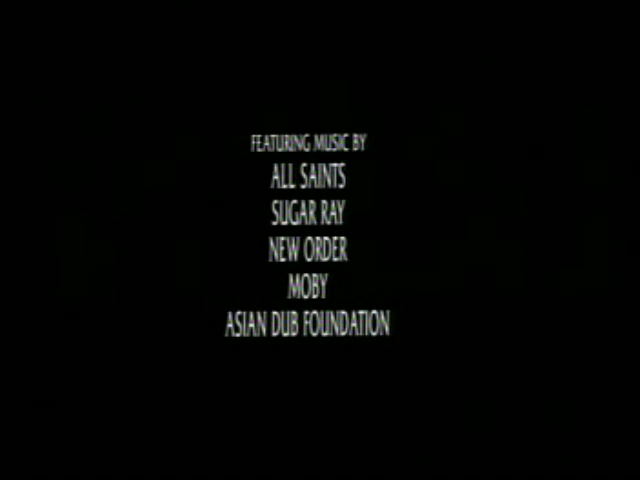 FEATURING MUSIC BY
ALL SAINTS
SUGAR RAY
NEW ORDER
MOBY
ASIAN DUB FOUNDATION